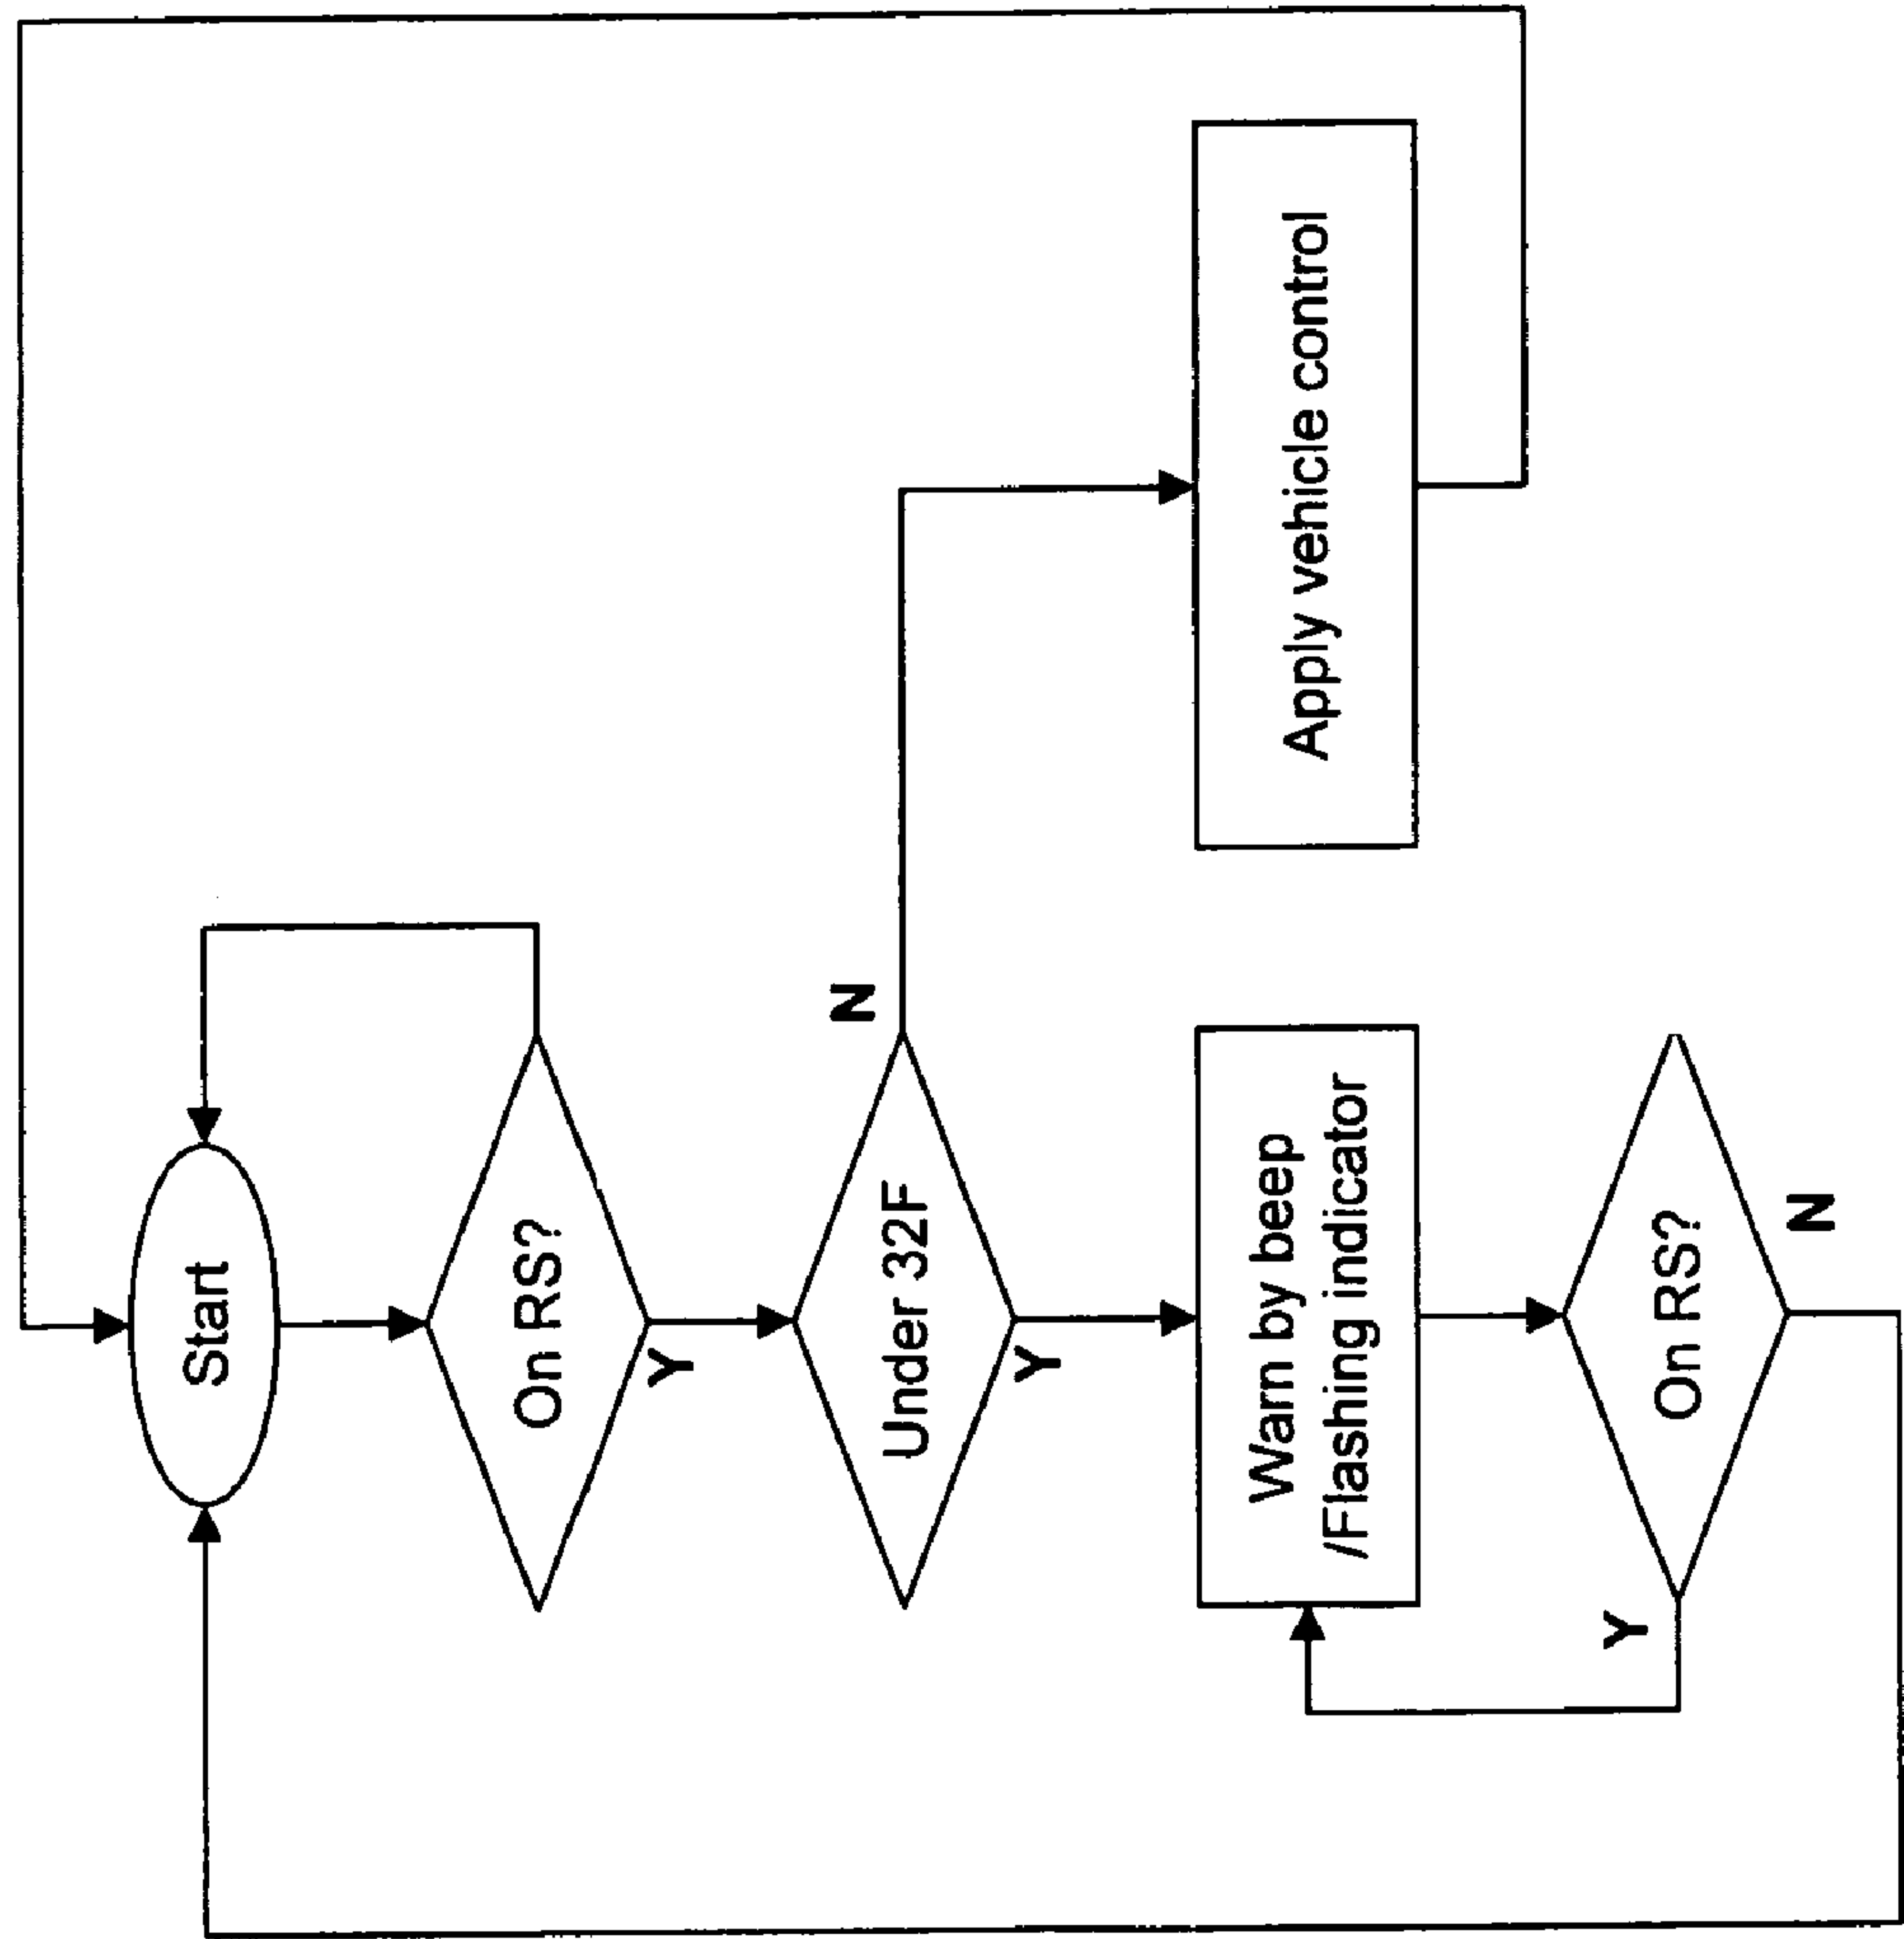 Start
On RS?
Y
Under 32F
N
Y
Warn by beep
/Flashing indicator
Apply vehicle control
On RS?
Y
N